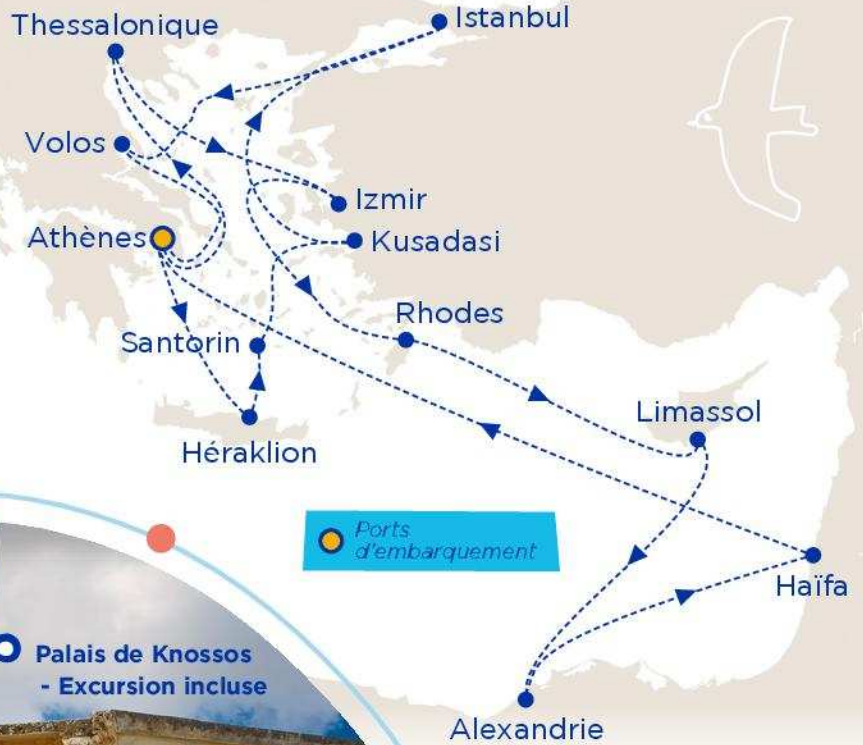 Thessalonique
Istanbul
Volos
Izmir
Athènes
Kusadasi
Rhodes
Santorin
Limassol
Héraklion
Ports
d'embarquement
Haïfa
Palais de Knossos
- Excursion incluse
Alexandrie